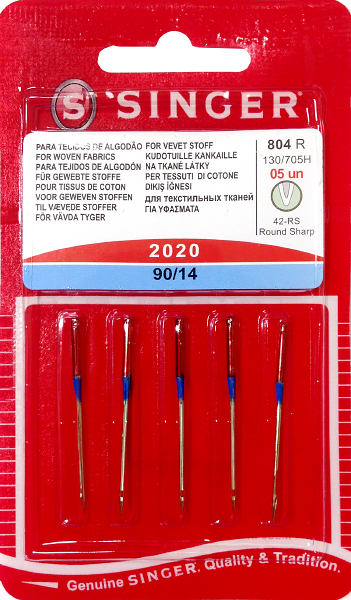 S SINGER
PARA TECIDOS DE ALGODÃO
FOR WOVEN FABRICS
PARA TEJIDOS DE ALGODÓN
FÜR GEWEBTE STOFFE
POUR TISSUS DE COTON
VOOR GEWEVEN STOFFEN
TIL VÆVEDE STOFFER
FÖR VÄVDA TYGER
FOR VEVET STOFF
KUDOTUILLE KANKAILLE
NA TKANÉ LÁTKY
PER TESSUTI DI COTONE
DIKIŞ İĞNESI
для текстильных тканей
ΓΙΑ ΥΦΑΣΜΑΤΑ
804 R
130/705H
05 un
42-RS
Round Sharp
2020
90/14
Genuine SINGER. Quality & Tradition.